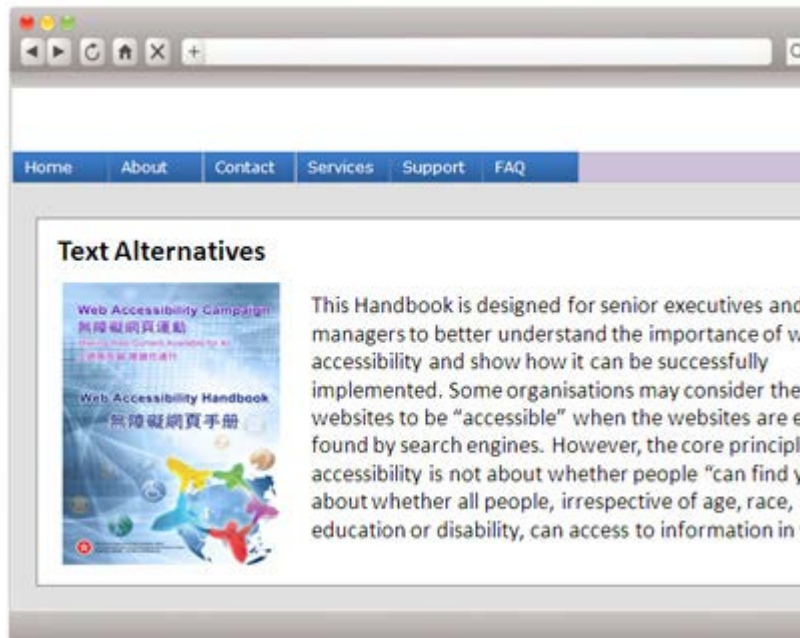 Home About Contact Services Support FAQ
Text Alternatives
Web Accessibility Campaign
無障礙網頁運動
Web Accessibility Handbook
無障礙網頁手册
This Handbook is designed for senior executives and
managers to better understand the importance of w
accessibility and show how it can be successfully
implemented. Some organisations may consider the
websites to be “accessible” when the websites are e
found by search engines. However, the core principl
accessibility is not about whether people “can find y
about whether all people, irrespective of age, race,
education or disability, can access to information in